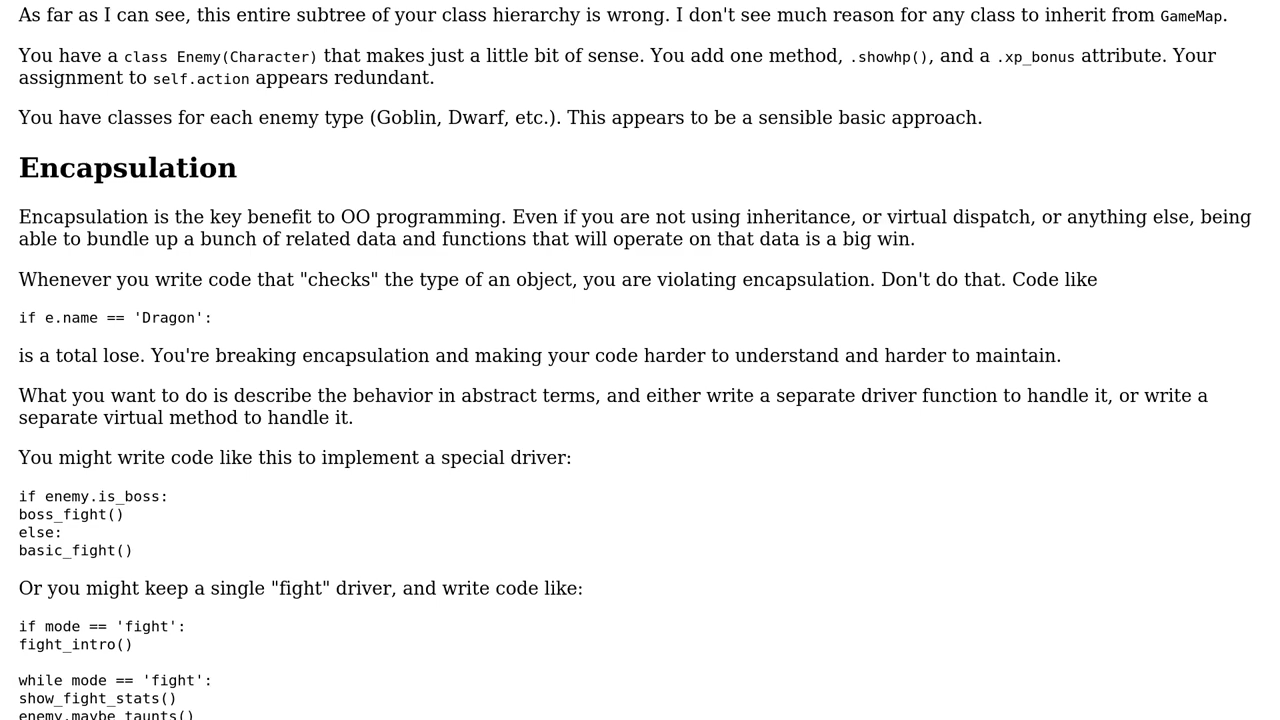 As far as I can see, this entire subtree of your class hierarchy is wrong. I don't see much reason for any class to inherit from GameMap.
You have a class Enemy(Character) that makes just a little bit of sense. You add one method, .showhp(), and a .xp_bonus attribute. Your
assignment to self.action appears redundant.
You have classes for each enemy type (Goblin, Dwarf, etc.). This appears to be a sensible basic approach.
Encapsulation
Encapsulation is the key benefit to OO programming. Even if you are not using inheritance, or virtual dispatch, or anything else, being
able to bundle up a bunch of related data and functions that will operate on that data is a big win.
Whenever you write code that "checks" the type of an object, you are violating encapsulation. Don't do that. Code like
if e.name == 'Dragon':
is a total lose. You're breaking encapsulation and making your code harder to understand and harder to maintain.
What you want to do is describe the behavior in abstract terms, and either write a separate driver function to handle it, or write a
separate virtual method to handle it.
You might write code like this to implement a special driver:
if enemy.is_boss:
boss_fight()
else:
basic_fight()
Or you might keep a single "fight" driver, and write code like:
if mode == 'fight':
fight_intro()
while mode == 'fight':
show_fight_stats()
enemy.maybe_taunts()